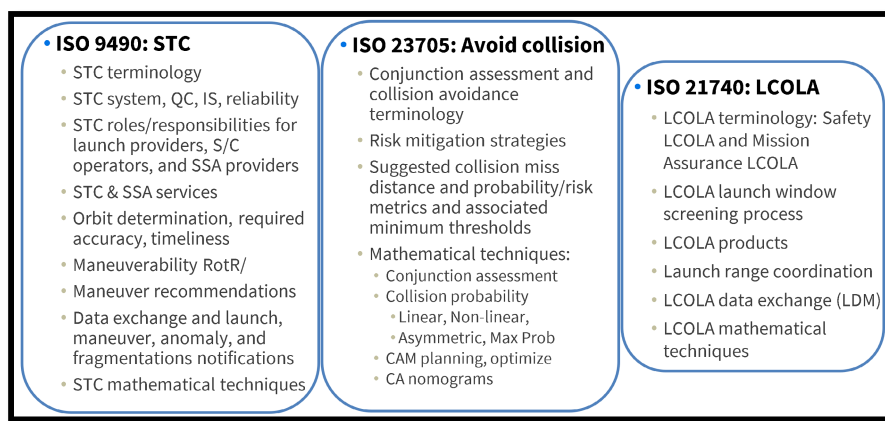 • ISO 9490: STC
• STC terminology
• STC system, QC, IS, reliability
• STC roles/responsibilities for
launch providers, S/C
operators, and SSA providers
• STC & SSA services
• Orbit determination, required
accuracy, timeliness
• Maneuverability RotR/
• Maneuver recommendations
• Data exchange and launch,
maneuver, anomaly, and
fragmentations notifications
• STC mathematical techniques
• ISO 23705: Avoid collision
• Conjunction assessment and
collision avoidance
terminology
• Risk mitigation strategies
• Suggested collision miss
distance and probability/risk
metrics and associated
minimum thresholds
• Mathematical techniques:
• Conjunction assessment
• Collision probability
• Linear, Non-linear,
• Asymmetric, Max Prob
• CAM planning, optimize
• CA nomograms
• ISO 21740: LCOLA
• LCOLA terminology: Safety
LCOLA and Mission
Assurance LCOLA
• LCOLA launch window
screening process
• LCOLA products
• Launch range coordination
• LCOLA data exchange (LDM)
• LCOLA mathematical
techniques